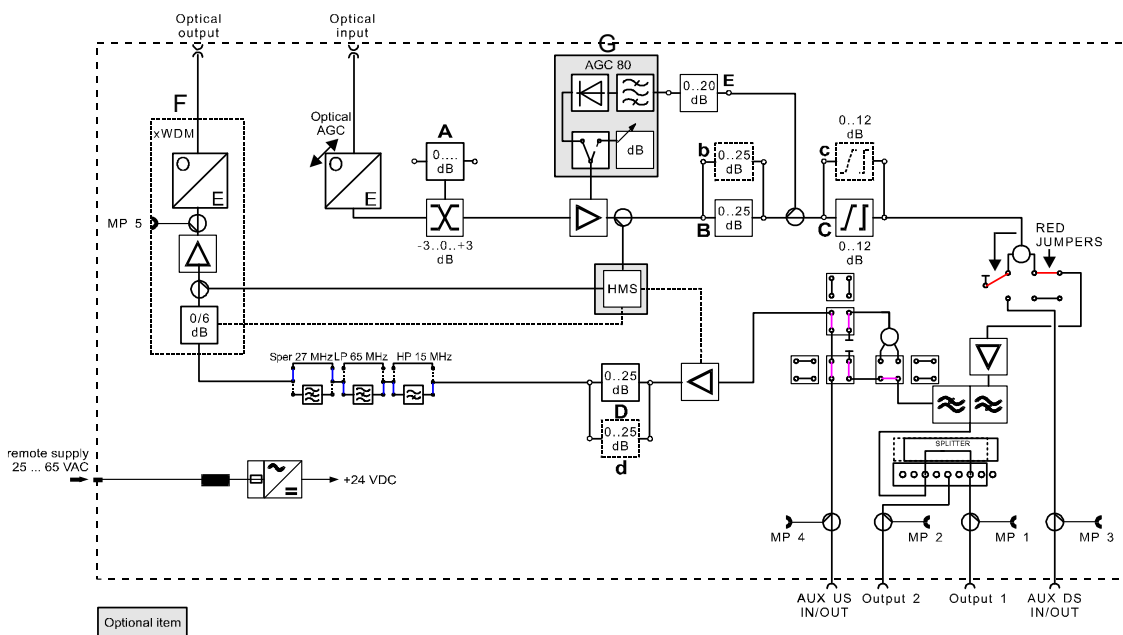 Optical
output
Optical
input
G
AGC 80
0..20
dB
E
dB
F
xWDM
Optical
AGC
A
0....
dB
O
E
O
E
-3..0..+3
dB
MP 5
b
0..25
dB
B
0..25
dB
0..12
dB
c
C
0..12
dB
RED
JUMPERS
HMS
0/6
dB
Sper 27 MHz
LP 65 MHz
HP 15 MHz
0..25
dB
D
0..25
dB
d
SPLITTER
remote supply
25 ... 65 VAC
+24 VDC
MP 4
MP 2
MP 1
MP 3
AUX US
IN/OUT
Output 2
Output 1
AUX DS
IN/OUT
Optional item